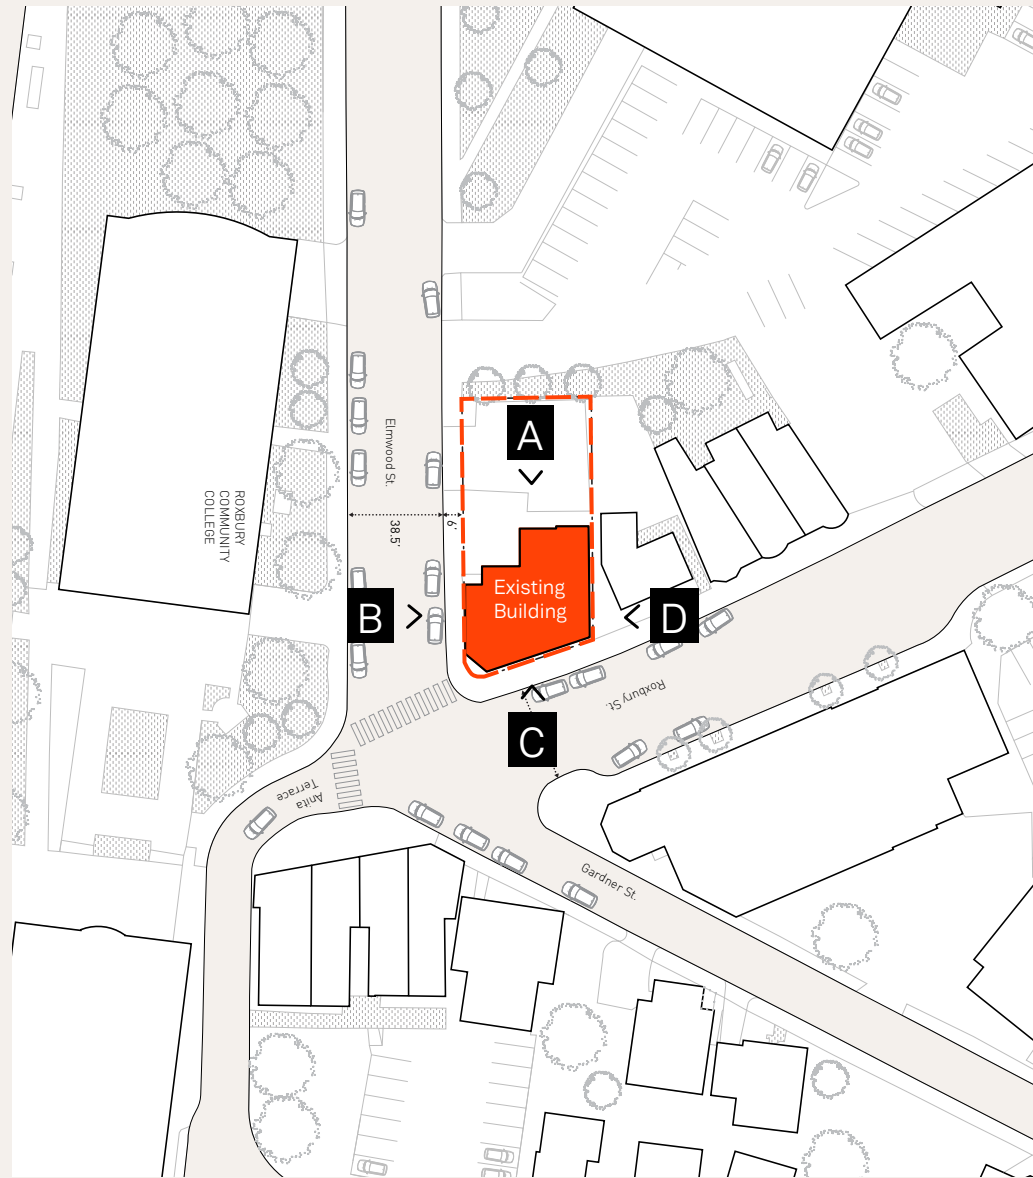 A
Elmwood St.
ROXBURY
COMMUNITY
COLLEGE
38.5'
6'
Existing
Building
B
D
Roxbury St.
C
Anita
Terrace
Gardner St.